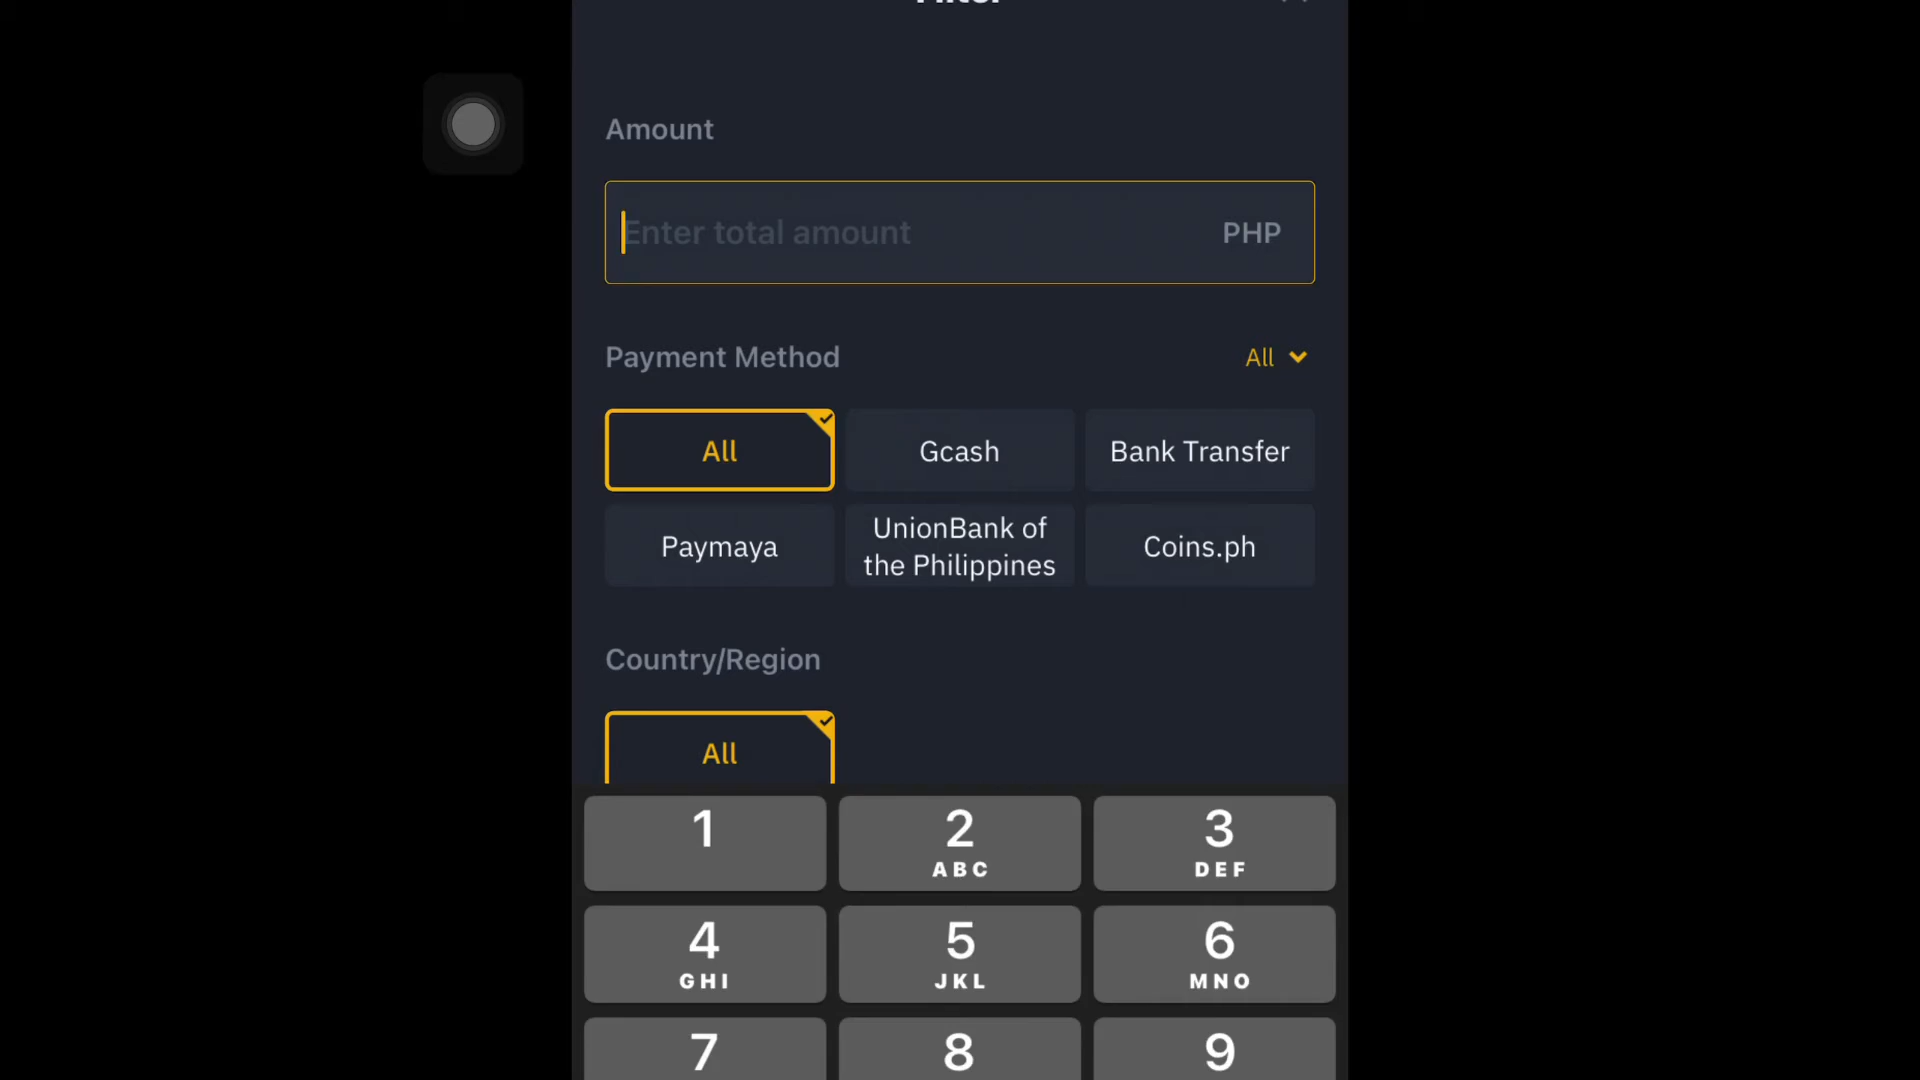 Filter
Amount
Enter total amount PHP
Payment Method All
All Gcash Bank Transfer
Paymaya UnionBank of the Philippines Coins.ph
Country/Region
All
1 2 3
ABC DEF
4 5 6
GHI JKL MNO
7 8 9